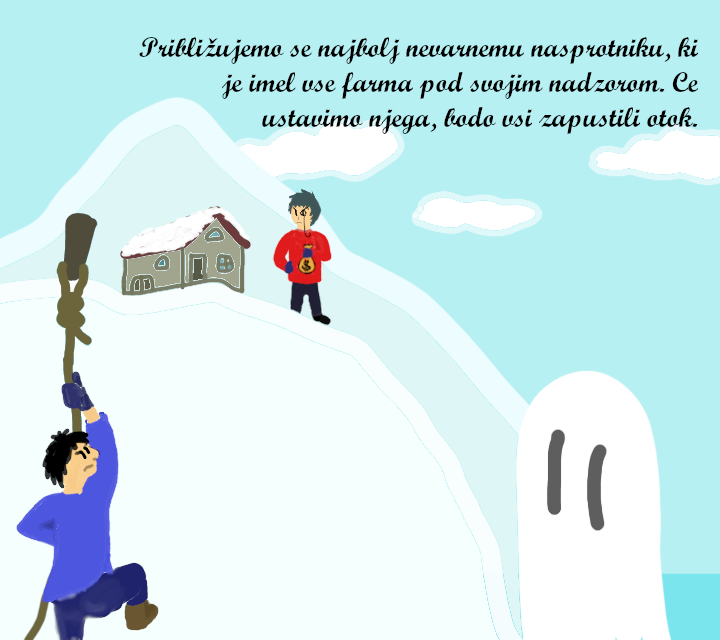 Približujemo se najbolj nevarnemu nasprotniku, ki
je imel vse farma pod svojim nadzorom. Ce
ustavimo njega, bodo vsi zapustili otok.
$